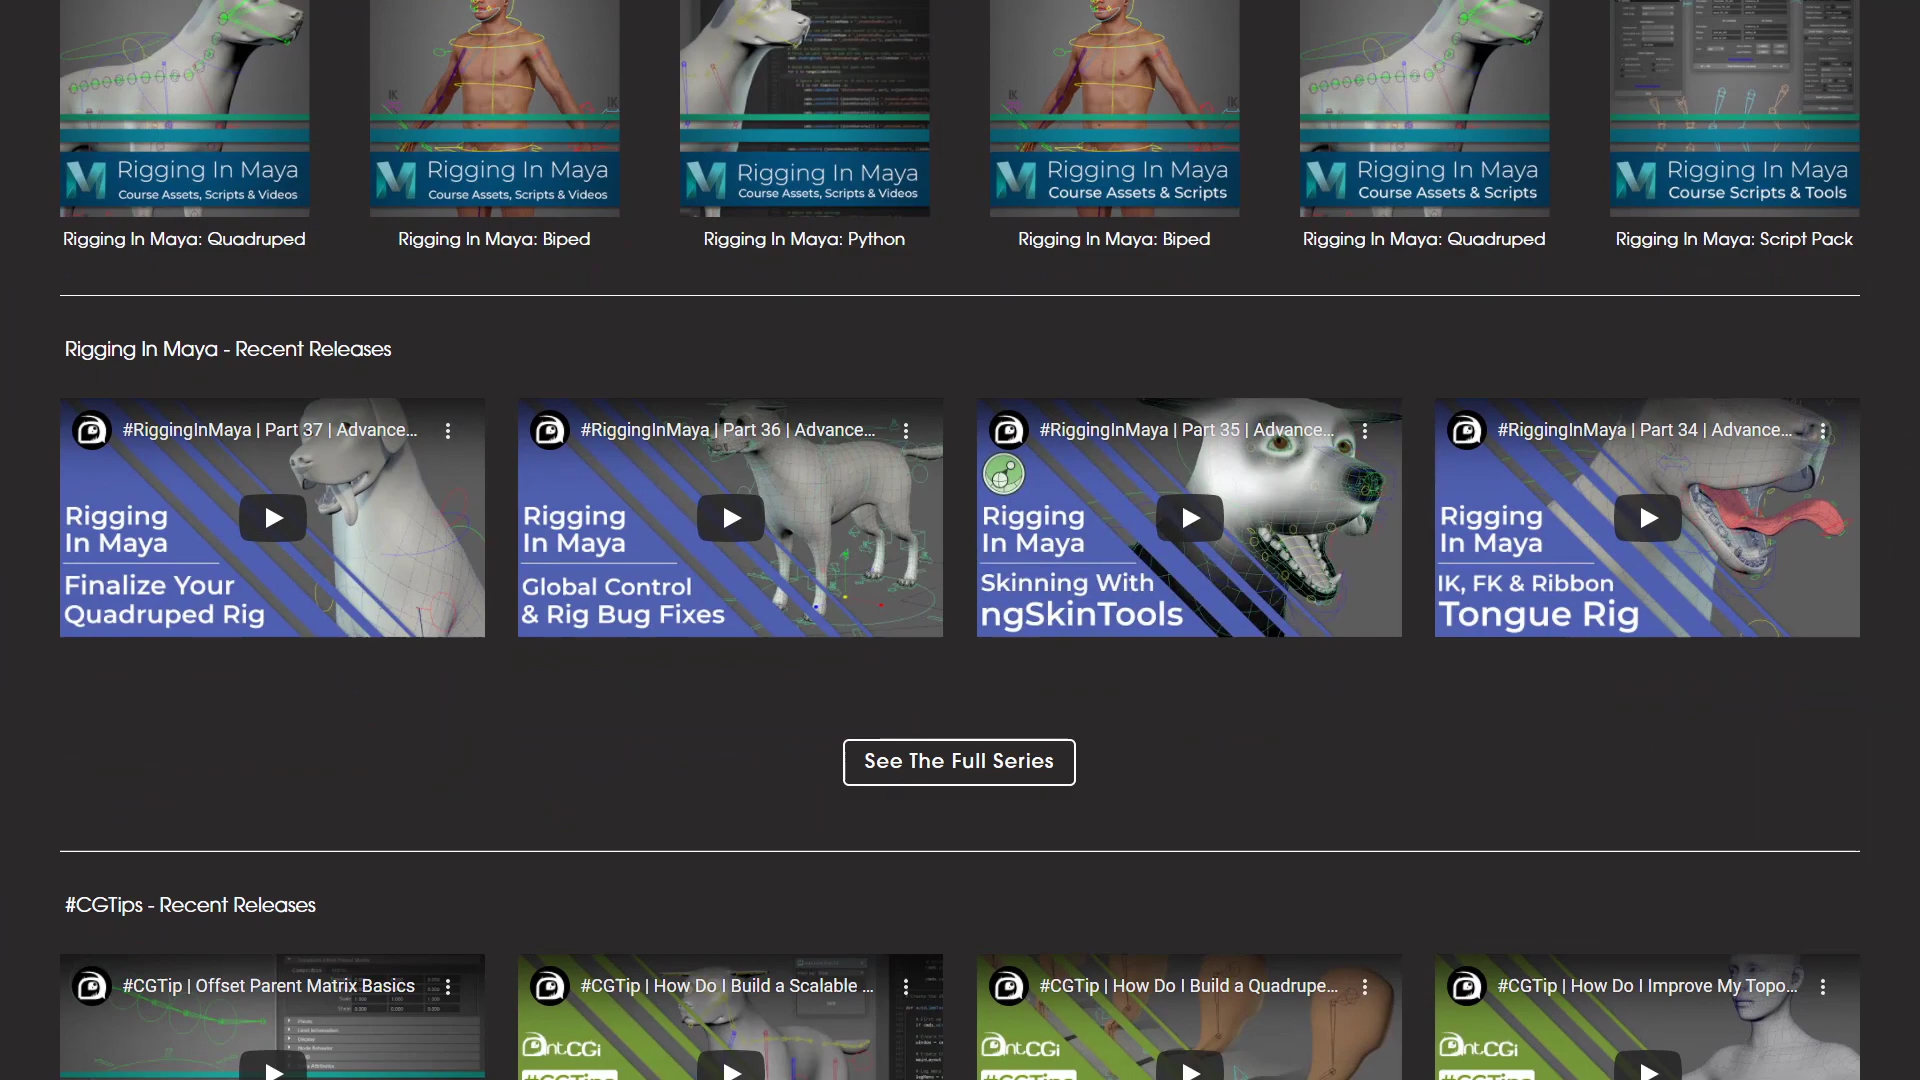 Rigging In Maya
Course Assets, Scripts & Videos
Rigging In Maya
Course Assets, Scripts & Videos
Rigging In Maya
Course Assets, Scripts & Videos
Rigging In Maya
Course Assets & Scripts
Rigging In Maya
Course Assets & Scripts
Rigging In Maya
Course Scripts & Tools
Rigging In Maya: Quadruped
Rigging In Maya: Biped
Rigging In Maya: Python
Rigging In Maya: Biped
Rigging In Maya: Quadruped
Rigging In Maya: Script Pack
Rigging In Maya - Recent Releases
#RiggingInMaya | Part 37 | Advance...
Rigging
In Maya
Finalize Your
Quadruped Rig
#RiggingInMaya | Part 36 | Advance...
Rigging
In Maya
Global Control
& Rig Bug Fixes
#RiggingInMaya | Part 35 | Advance...
Rigging
In Maya
Skinning With
ngSkinTools
#RiggingInMaya | Part 34 | Advance...
Rigging
In Maya
IK, FK & Ribbon
Tongue Rig
See The Full Series
#CGTips - Recent Releases
#CGTip | Offset Parent Matrix Basics
#CGTip | How Do I Build a Scalable ...
antCGi
#CGTips
#CGTip | How Do I Build a Quadrupe...
antCGi
#CGTips
#CGTip | How Do I Improve My Topo...
antCGi
#CGTips